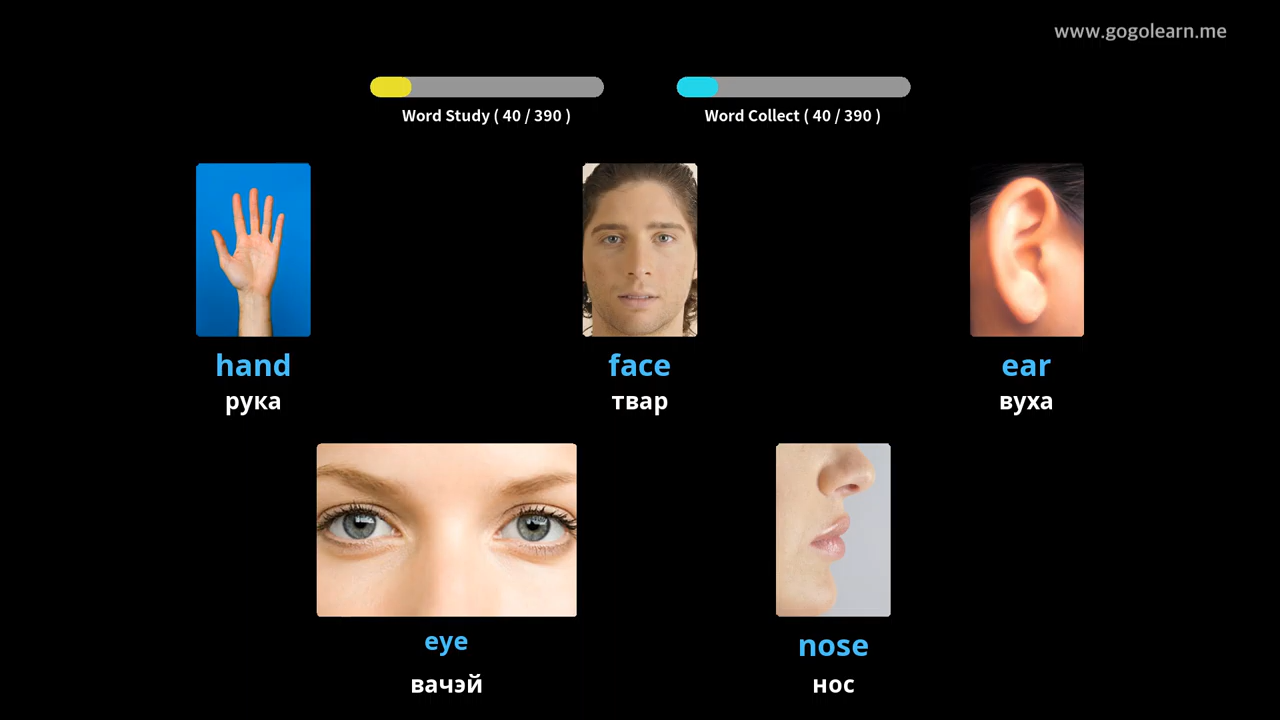 www.gogolearn.me
Word Study ( 40 / 390 )
Word Collect ( 40 / 390 )
hand
рука
face
твар
ear
вуха
eye
вачэй
nose
нос